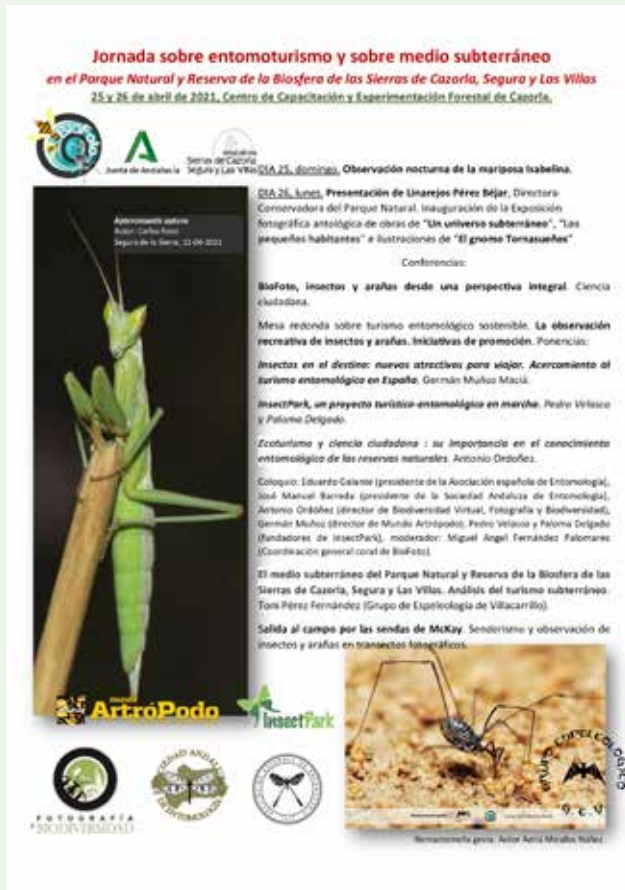 Jornada sobre entomoturismo y sobre medio subterráneo
en el Parque Natural y Reserva de la Biosfera de las Sierras de Cazorla, Segura y Las Villas
25 y 26 de abril de 2021, Centro de Capacitación y Experimentación Forestal de Cazorla.
Junta de Andalucía
Sierras de Cazorla
Segura y Las Villas
DIA 25, domingo. Observación nocturna de la mariposa Isabelina.
DIA 26, lunes. Presentación de Linarejos Pérez Béjar, Directora-
Conservadora del Parque Natural. Inauguración de la Exposición
fotográfica antológica de obras de "Un universo subterráneo", "Los
pequeños habitantes" e ilustraciones de "El gnomo Tornasueños"
Conferencias:
BioFoto, insectos y arañas desde una perspectiva integral. Ciencia
ciudadana.
Mesa redonda sobre turismo entomológico sostenible. La observación
recreativa de insectos y arañas. Iniciativas de promoción. Ponencias:
Insectos en el destino: nuevos atractivos para viajar. Acercamiento al
turismo entomológico en España. Germán Muñoz Maciá.
InsectPark, un proyecto turístico-entomológico en marcha. Pedro Velasco
y Paloma Delgado.
Ecoturismo y ciencia ciudadana : su importancia en el conocimiento
entomológico de las reservas naturales. Antonio Ordoñez.
Coloquio: Eduardo Galante (presidente de la Asociación española de Entomología),
José Manuel Barreda (presidente de la Sociedad Andaluza de Entomología),
Antonio Ordóñez (director de Biodiversidad Virtual, Fotografía y Biodiversidad),
Germán Muñoz (director de Mundo Artrópodo), Pedro Velasco y Paloma Delgado
(fundadores de InsectPark), moderador: Miguel Angel Fernández Palomares
(Coordinación general coral de BioFoto).
El medio subterráneo del Parque Natural y Reserva de la Biosfera de las
Sierras de Cazorla, Segura y Las Villas. Análisis del turismo subterráneo.
Toni Pérez Fernández (Grupo de Espeleología de Villacarrillo).
Salida al campo por las sendas de McKay. Senderismo y observación de
insectos y arañas en transectos fotográficos.
Segura de la Sierra,
mundo
ArtróPodo
InsectPark
FOTOGRAFÍA
BIODIVERSIDAD
SOCIEDAD ANDALUZA
DE ENTOMOLOGÍA
GRUPO ESPELEOLÓGICO
G.E.V.